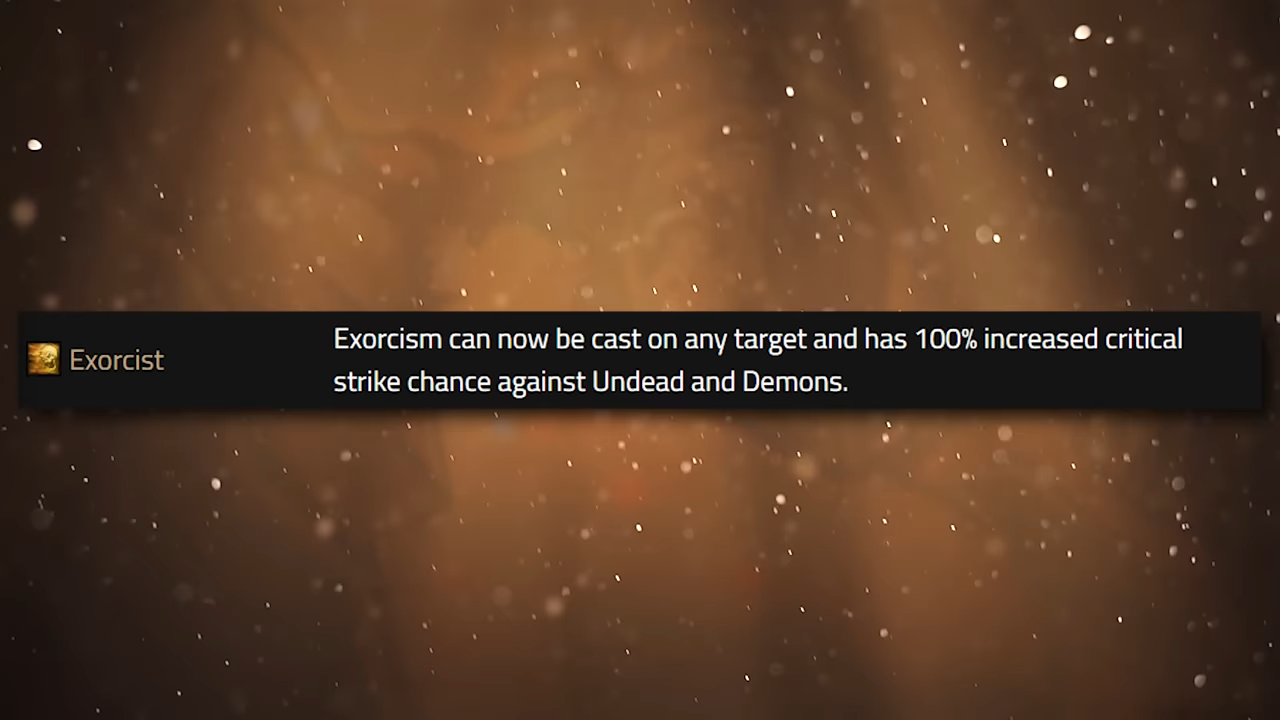 Exorcist
Exorcism can now be cast on any target and has 100% increased critical
strike chance against Undead and Demons.